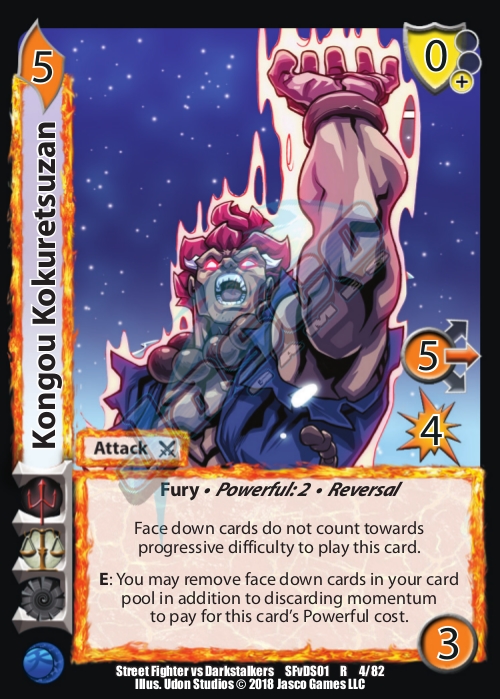 5
0
+
Kongou Kokuretsuzan
5
4
Attack
Fury • Powerful: 2 • Reversal
Face down cards do not count towards
progressive difficulty to play this card.
E: You may remove face down cards in your card
pool in addition to discarding momentum
to pay for this card's Powerful cost.
3
Street Fighter vs Darkstalkers SFvDS01 R 4/82
Illus. Udon Studios © 2018 Jasco Games LLC